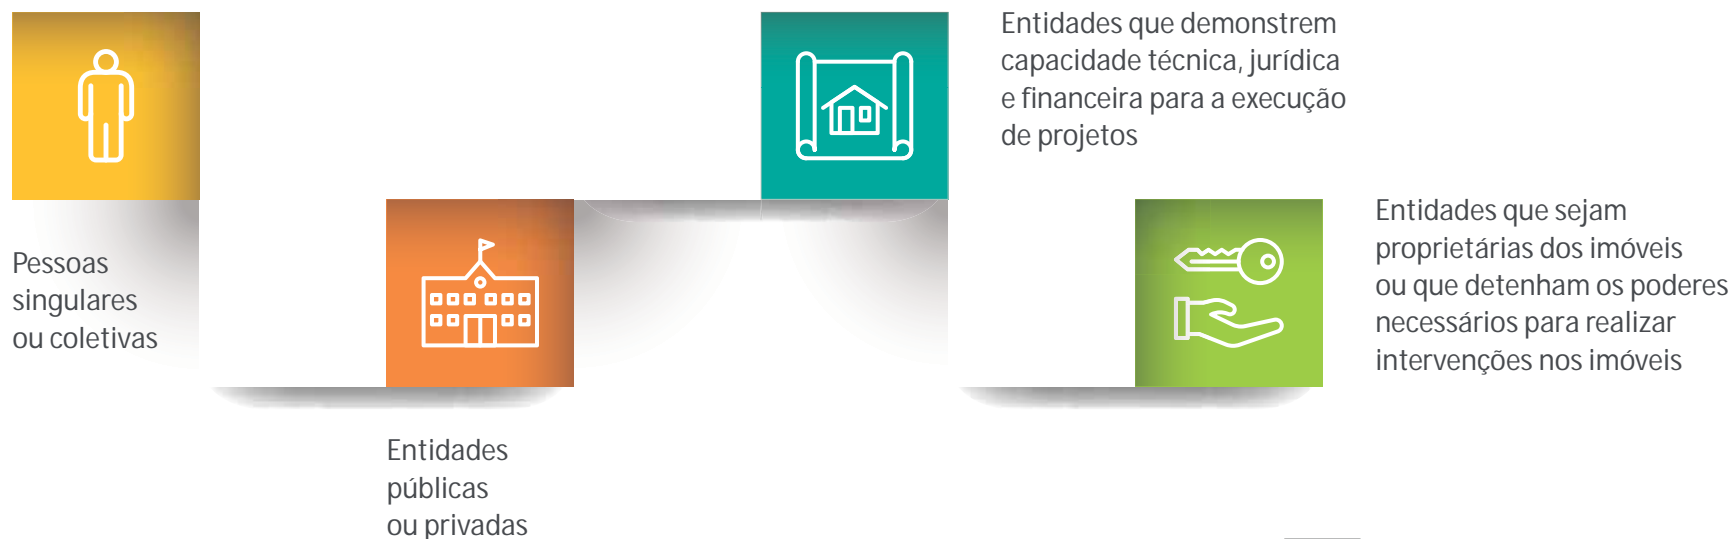 Pessoas
singulares
ou coletivas
Entidades
públicas
ou privadas
Entidades que demonstrem
capacidade técnica, jurídica
e financeira para a execução
de projetos
Entidades que sejam
proprietárias dos imóveis
ou que detenham os poderes
necessários para realizar
intervenções nos imóveis